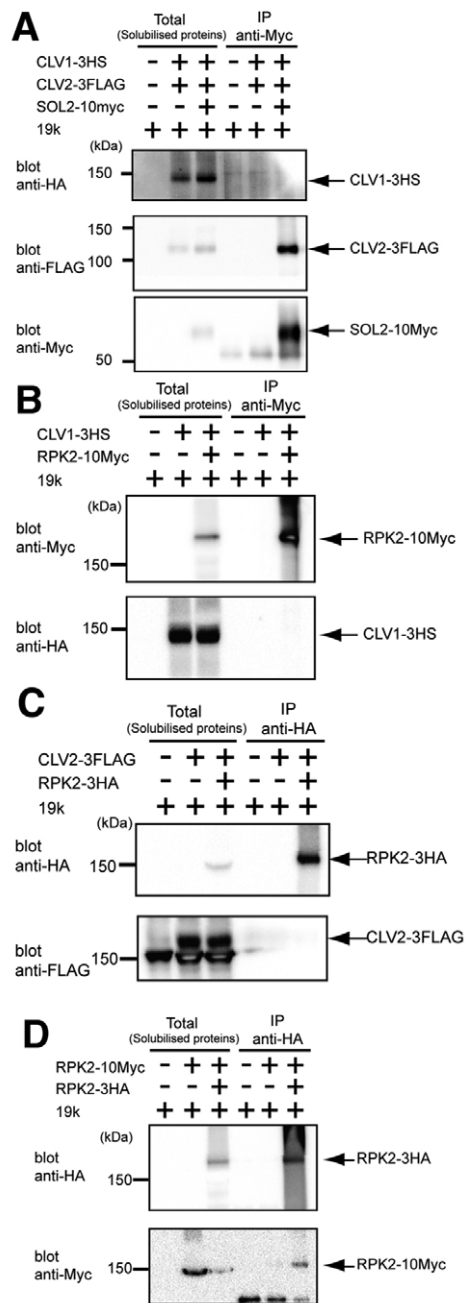 A
Total IP
(Solubilised proteins) anti-Myc
CLV1-3HS - + + - + +
CLV2-3FLAG - + + - + +
SOL2-10myc - - + - - +
19k + + + + + +
(kDa)
blot anti-HA
150
CLV1-3HS
blot anti-FLAG
150
100
CLV2-3FLAG
blot anti-Myc
50
SOL2-10Myc
B
Total IP
(Solubilised proteins) anti-Myc
CLV1-3HS - + + - + +
RPK2-10Myc - - + - - +
19k + + + + + +
(kDa)
blot anti-Myc
150
RPK2-10Myc
blot anti-HA
150
CLV1-3HS
C
Total IP
(Solubilised proteins) anti-HA
CLV2-3FLAG - + + - + +
RPK2-3HA - - + - - +
19k + + + + + +
(kDa)
blot anti-HA
150
RPK2-3HA
blot anti-FLAG
150
CLV2-3FLAG
D
Total IP
(Solubilised proteins) anti-HA
RPK2-10Myc - + + - + +
RPK2-3HA - - + - - +
19k + + + + + +
(kDa)
blot anti-HA
150
RPK2-3HA
blot anti-Myc
150
RPK2-10Myc